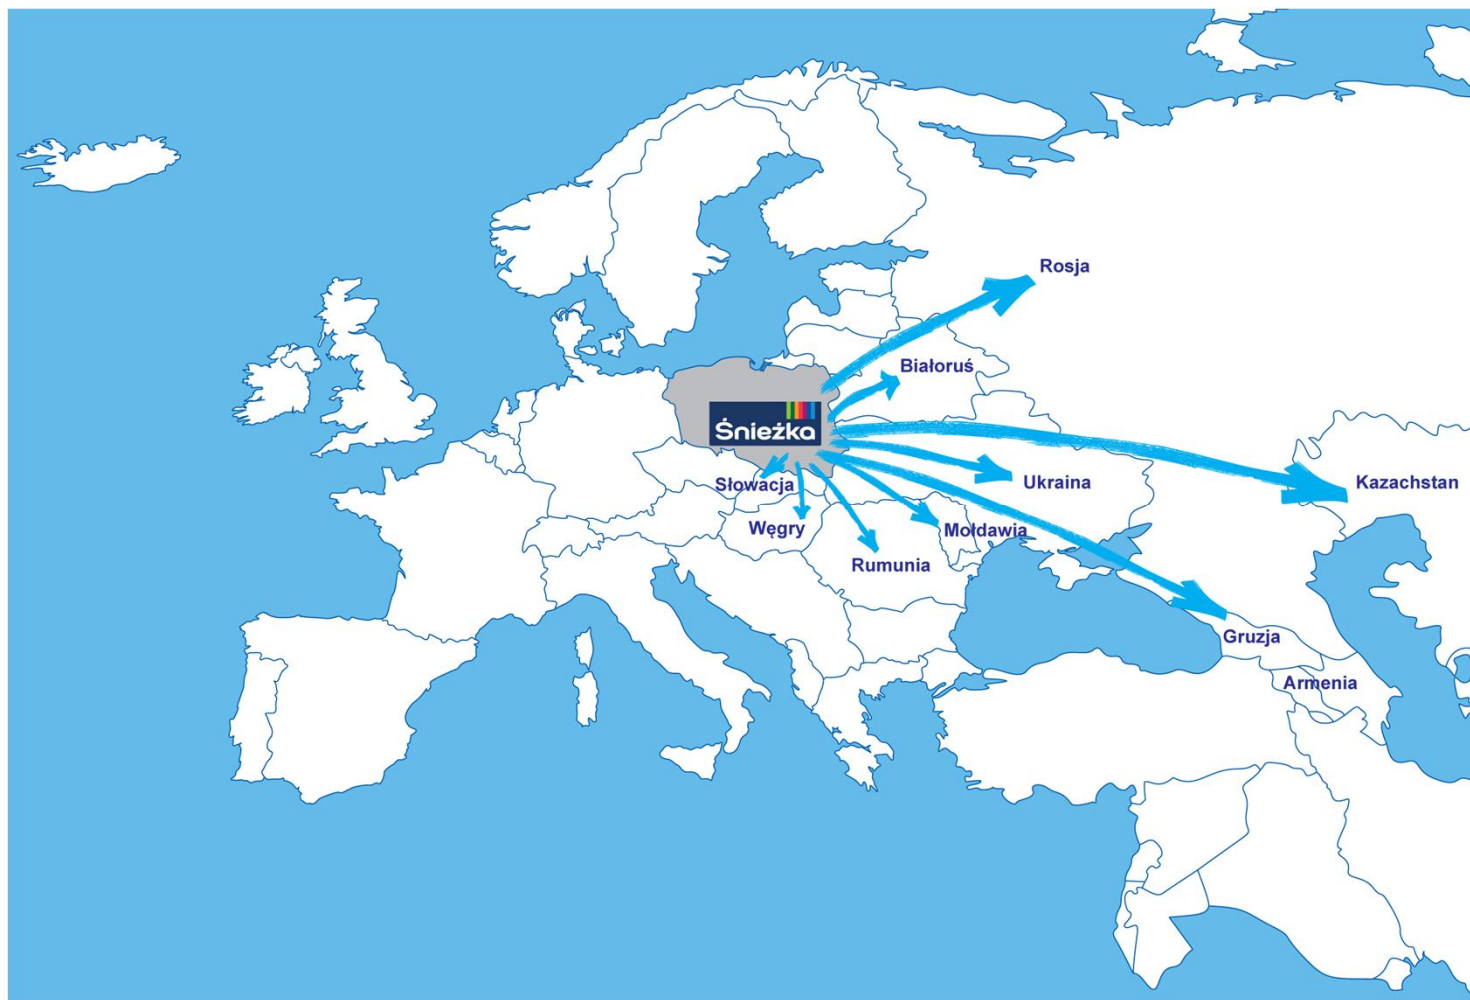 Rosja
Białoruś
Śnieżka
Słowacja
Ukraina
Kazachstan
Węgry
Mołdawia
Rumunia
Gruzja
Armenia